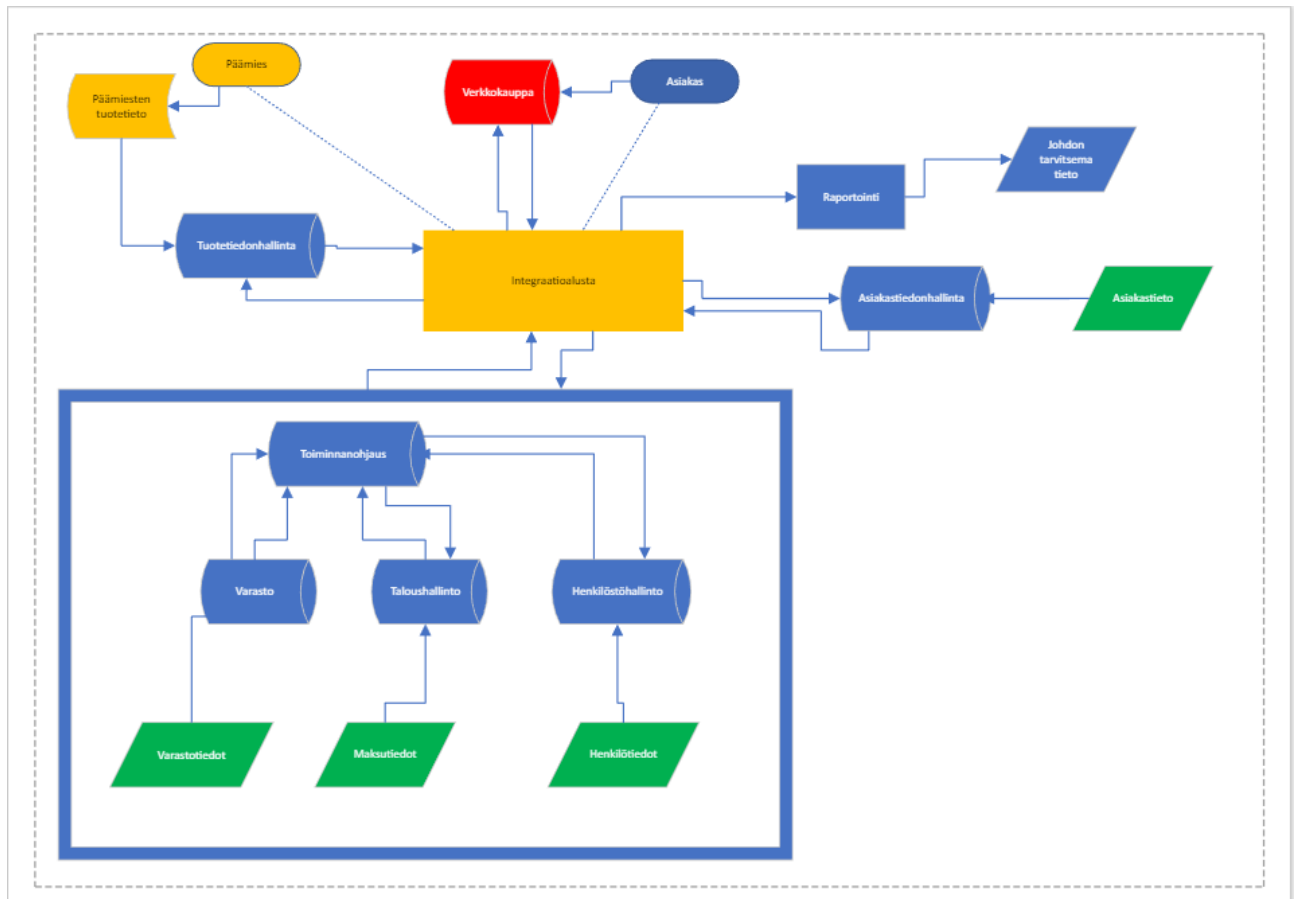 Päämies
Päämiesten
tuotetieto
Verkkokauppa
Asiakas
Johdon
tarvitsema
tieto
Raportointi
Tuotetiedonhallinta
Integraatioalusta
Asiakastiedonhallinta
Asiakastieto
Toiminnanohjaus
Varasto
Taloushallinto
Henkilöstöhallinto
Varastotiedot
Maksutiedot
Henkilötiedot